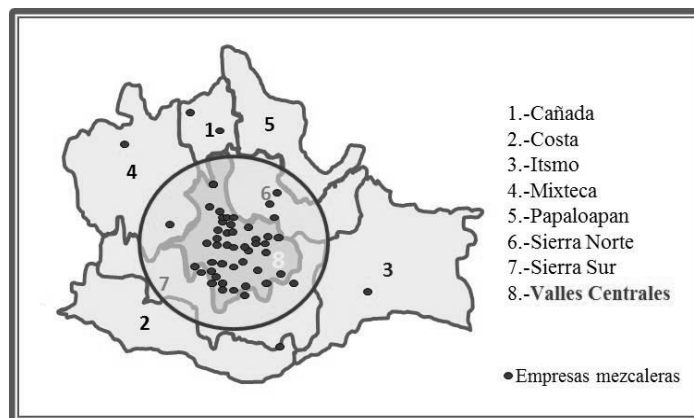 1.-Cañada
2.-Costa
3.-Itsmo
4.-Mixteca
5.-Papaloapan
6.-Sierra Norte
7.-Sierra Sur
8.-Valles Centrales
Empresas mezcaleras
1
5
4
6
8
3
7
2